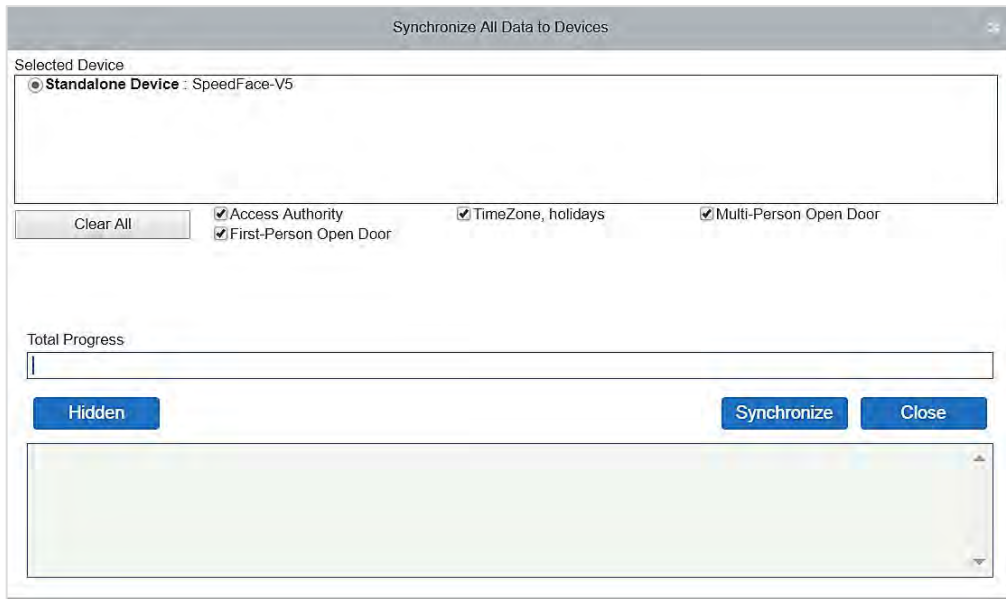 Synchronize All Data to Devices
Selected Device
Standalone Device : SpeedFace-V5
Clear All
Access Authority
TimeZone, holidays
Multi-Person Open Door
First-Person Open Door
Total Progress
Hidden
Synchronize
Close